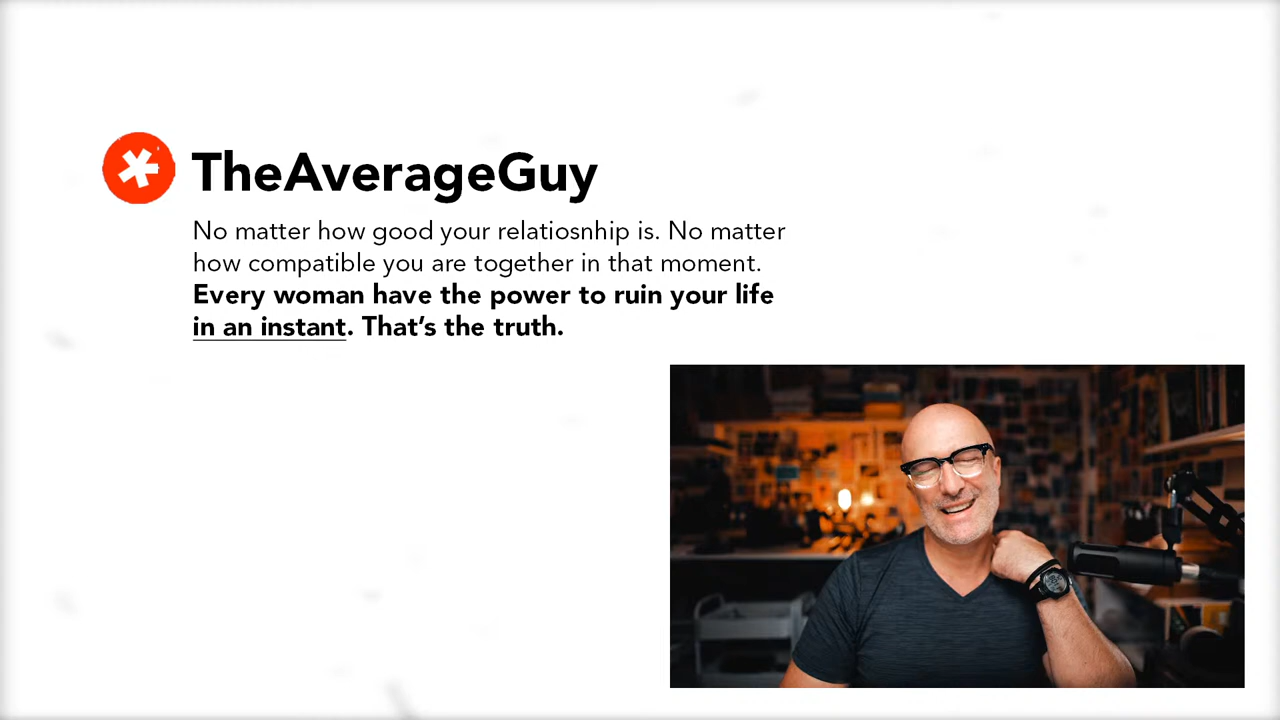 TheAverageGuy
No matter how good your relatiosnhip is. No matter
how compatible you are together in that moment.
Every woman have the power to ruin your life
in an instant. That’s the truth.